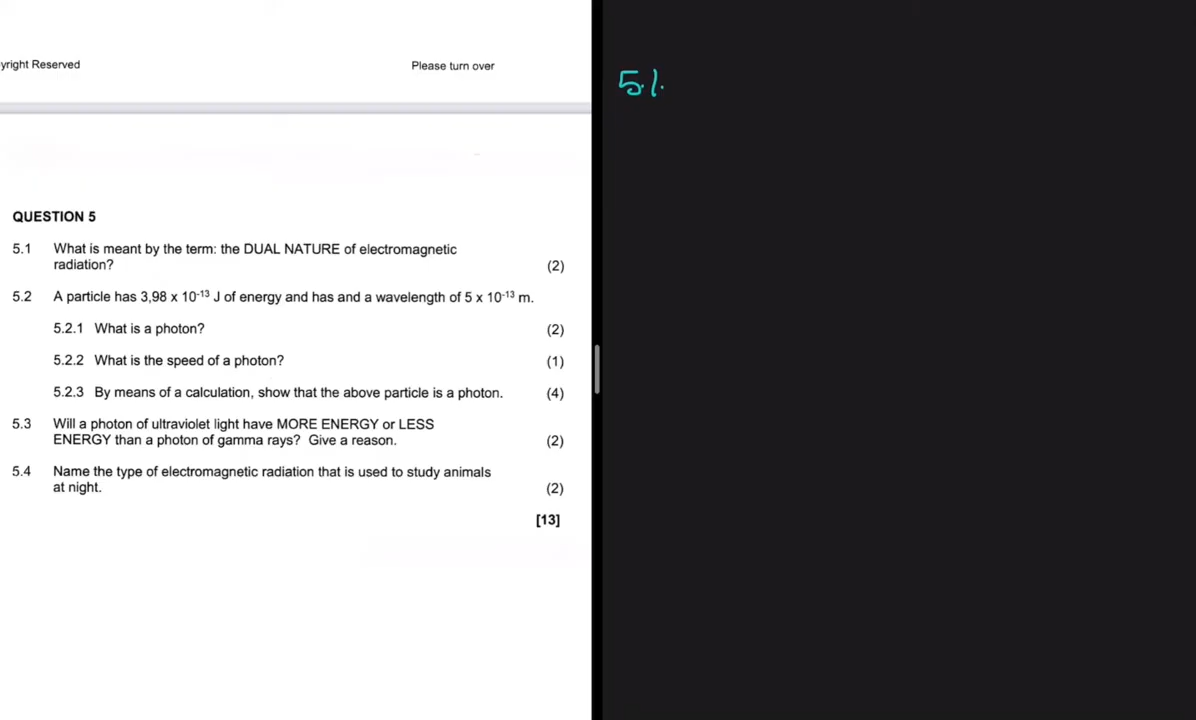 yright Reserved
Please turn over
5.1.
QUESTION 5
5.1 What is meant by the term: the DUAL NATURE of electromagnetic
radiation? (2)
5.2 A particle has 3,98 x 10⁻¹³ J of energy and has and a wavelength of 5 x 10⁻¹³ m.
5.2.1 What is a photon? (2)
5.2.2 What is the speed of a photon? (1)
5.2.3 By means of a calculation, show that the above particle is a photon. (4)
5.3 Will a photon of ultraviolet light have MORE ENERGY or LESS
ENERGY than a photon of gamma rays? Give a reason. (2)
5.4 Name the type of electromagnetic radiation that is used to study animals
at night. (2)
[13]